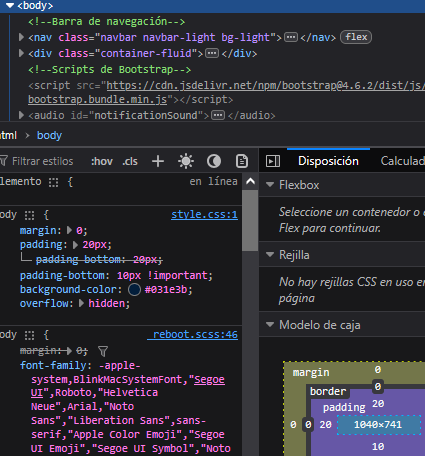 <body>
<!--Barra de navegación-->
<nav class="navbar navbar-light bg-light"> ••• </nav> flex
<div class="container-fluid"> ••• </div>
<!--Scripts de Bootstrap-->
<script src="https://cdn.jsdelivr.net/npm/bootstrap@4.6.2/dist/js/
bootstrap.bundle.min.js"></script>
<audio id="notificationSound"> ••• </audio>
html > body
Filtrar estilos :hov .cls + Disposición Calculad
elemento { en línea
body { style.css:1
margin: 0;
padding: 20px;
padding-bottom: 20px;
padding-bottom: 10px !important;
background-color: #031e3b;
overflow: hidden;
body { _reboot.scss:46
margin: 0;
font-family: -apple-
system,BlinkMacSystemFont,"Segoe
UI",Roboto,"Helvetica
Neue",Arial,"Noto
Sans","Liberation Sans",sans-
serif,"Apple Color Emoji","Segoe
UI Emoji","Segoe UI Symbol","Noto
Flexbox
Seleccione un contenedor o
Flex para continuar.
Rejilla
No hay rejillas CSS en uso en
página
Modelo de caja
margin 0
border 0
padding 20
0 0 20 1040×741
10